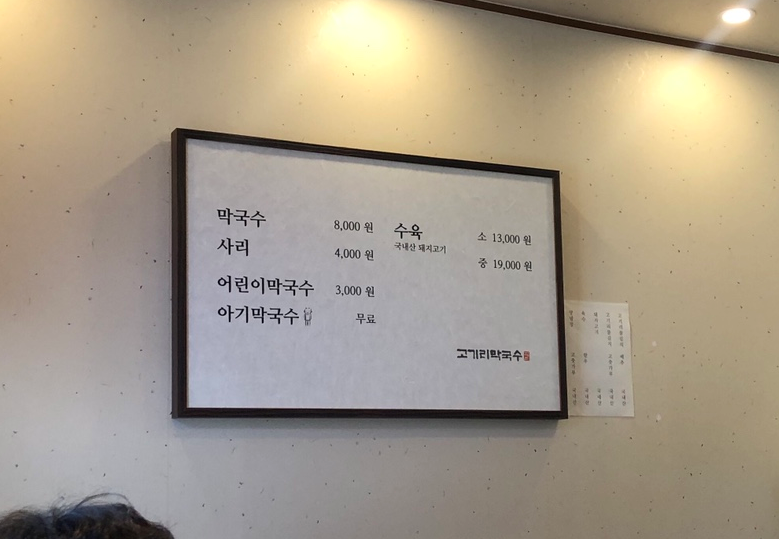 막국수 8,000 원
사리 4,000 원
어린이막국수 3,000 원
아기막국수 무료
수육 소 13,000 원
국내산 돼지고기
중 19,000 원
고기리막국수